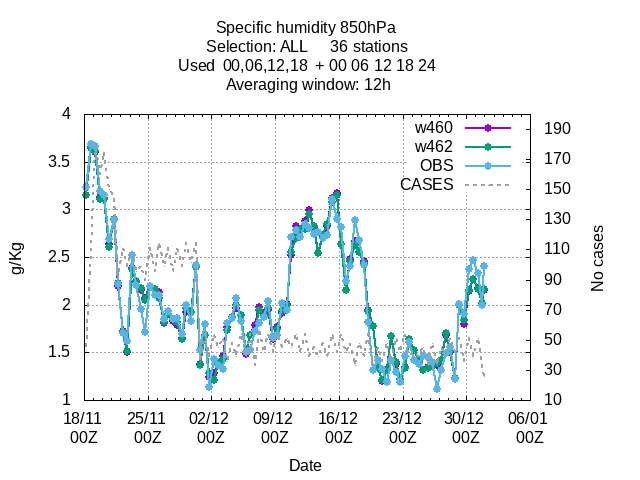 Specific humidity 850hPa
Selection: ALL 36 stations
Used 00,06,12,18 + 00 06 12 18 24
Averaging window: 12h
w460
w462
OBS
CASES
g/Kg
4
3.5
3
2.5
2
1.5
1
No cases
190
170
150
130
110
90
70
50
30
10
18/11 25/11 02/12 09/12 16/12 23/12 30/12 06/01
00Z 00Z 00Z 00Z 00Z 00Z 00Z 00Z
Date